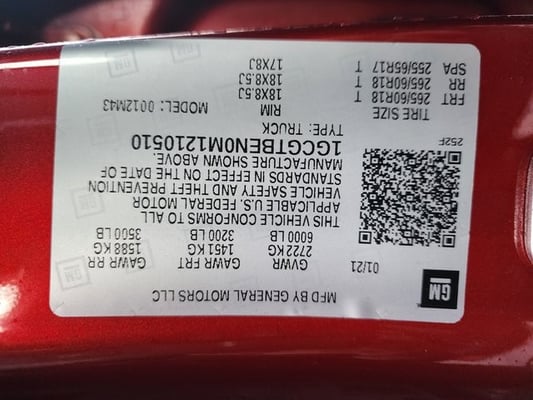 GM
MFD BY GENERAL MOTORS LLC
01/21
GVWR GAWR FRT GAWR RR
2722 KG 1451 KG 1588 KG
6000 LB 3200 LB 3500 LB
THIS VEHICLE CONFORMS TO ALL
APPLICABLE U.S. FEDERAL MOTOR
VEHICLE SAFETY AND THEFT PREVENTION
STANDARDS IN EFFECT ON THE DATE OF
MANUFACTURE SHOWN ABOVE.
1GCGTBEN0M1210510
TYPE: TRUCK
252F
MODEL: 0012M43
TIRE SIZE RIM
FRT 265/60R18 T 18X8.5J
RR 265/60R18 T 18X8.5J
SPA 255/65R17 T 17X8J